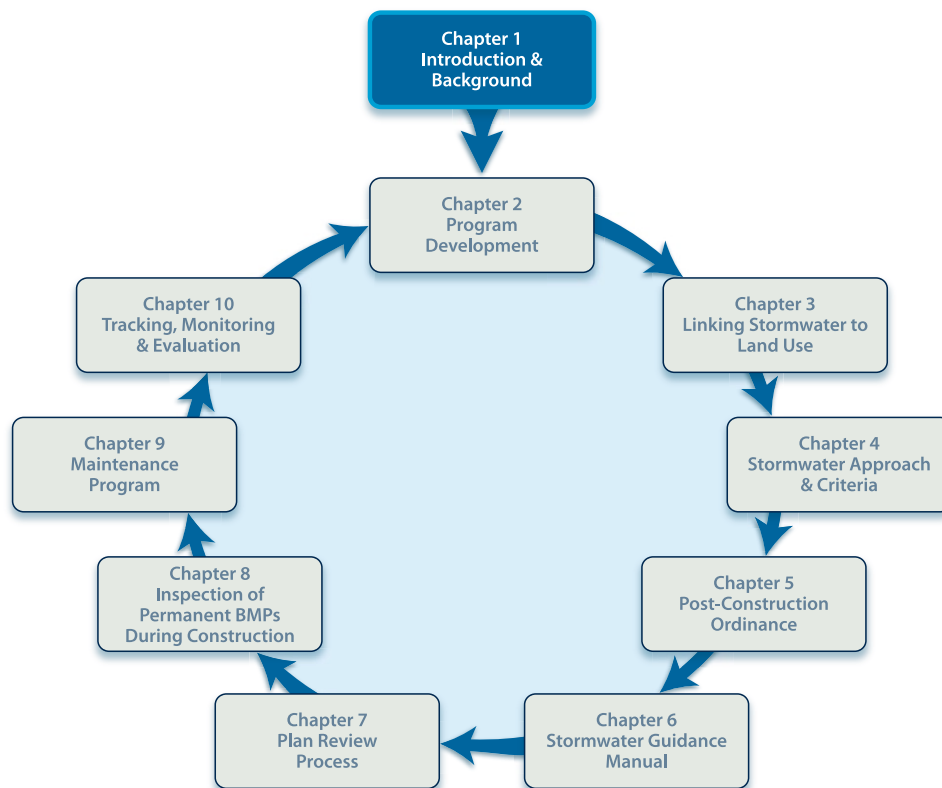 Chapter 1
Introduction &
Background
Chapter 2
Program
Development
Chapter 3
Linking Stormwater to
Land Use
Chapter 4
Stormwater Approach
& Criteria
Chapter 5
Post-Construction
Ordinance
Chapter 6
Stormwater Guidance
Manual
Chapter 7
Plan Review
Process
Chapter 8
Inspection of
Permanent BMPs
During Construction
Chapter 9
Maintenance
Program
Chapter 10
Tracking, Monitoring
& Evaluation